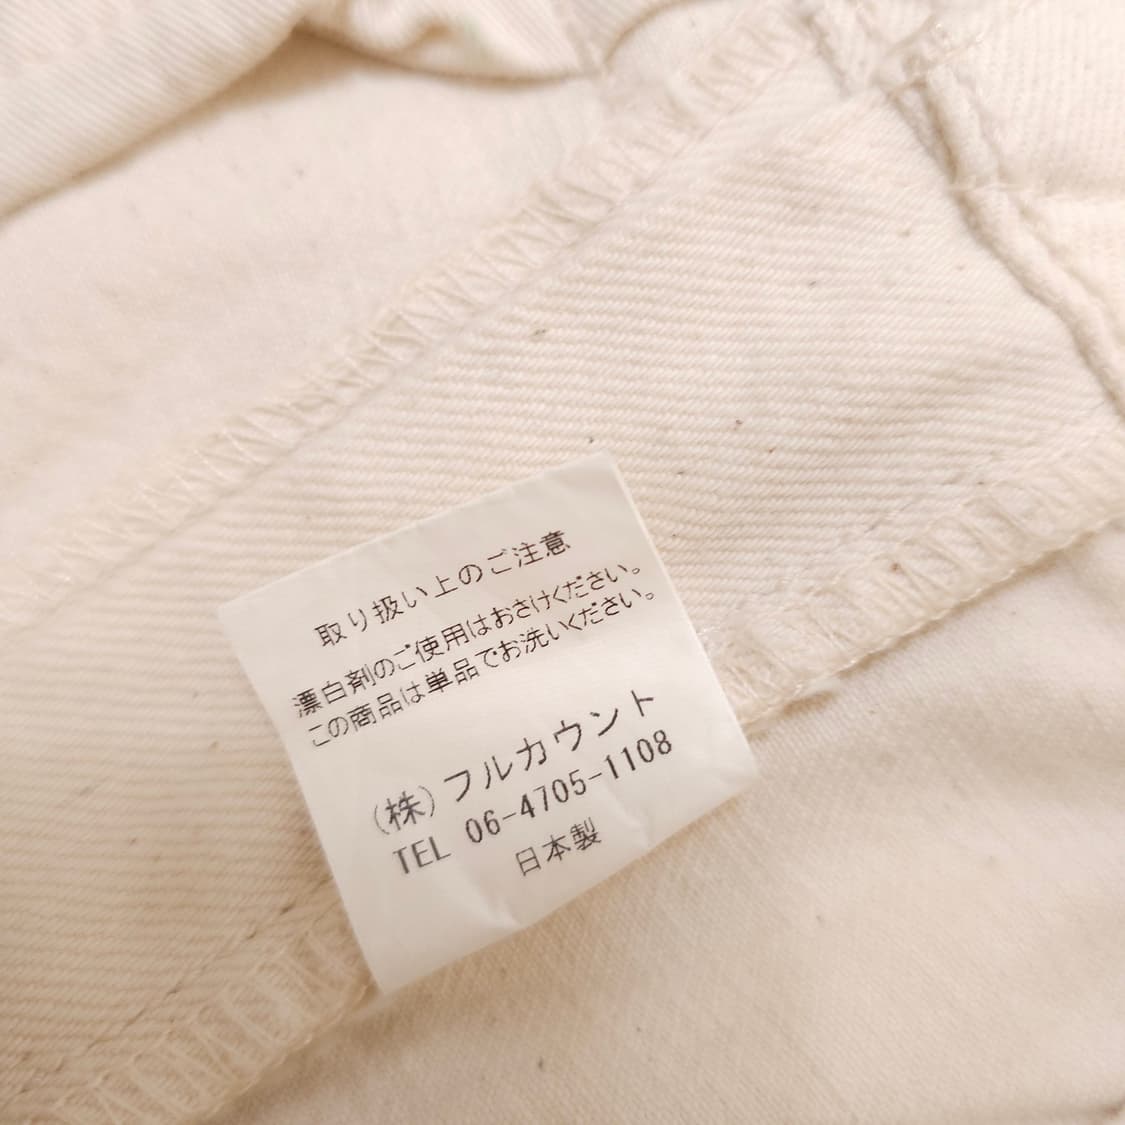 取り扱い上のご注意
漂白剤のご使用はおさけください。
この商品は単品でお洗いください。
(株)フルカウント
TEL 06-4705-1108
日本製